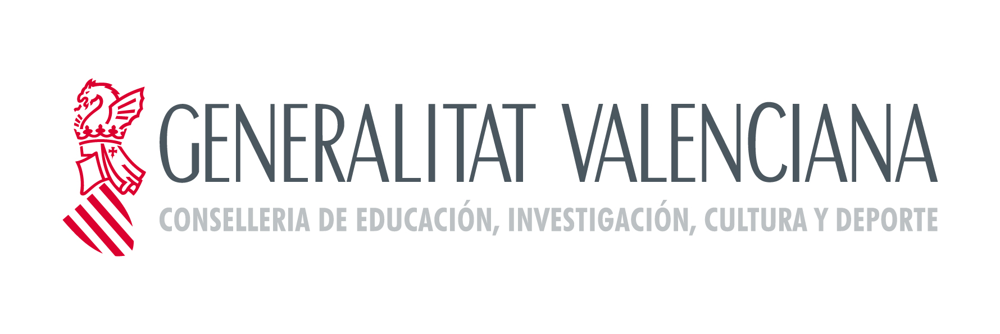 GENERALITAT VALENCIANA
CONSELLERIA DE EDUCACIÓN, INVESTIGACIÓN, CULTURA Y DEPORTE